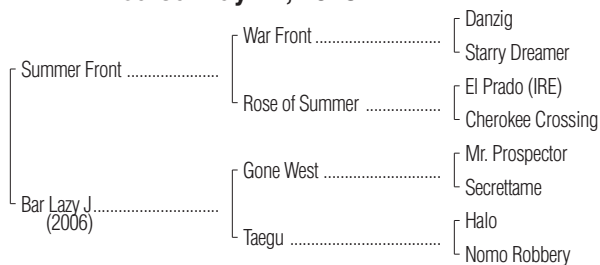 Danzig
War Front ....................
Starry Dreamer
Summer Front ....................
El Prado (IRE)
Rose of Summer ....................
Cherokee Crossing
Mr. Prospector
Gone West ....................
Secrettame
Bar Lazy J....................
(2006)
Halo
Taegu ....................
Nomo Robbery